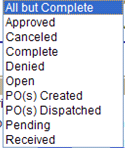 All but Complete
Approved
Canceled
Complete
Denied
Open
PO(s) Created
PO(s) Dispatched
Pending
Received